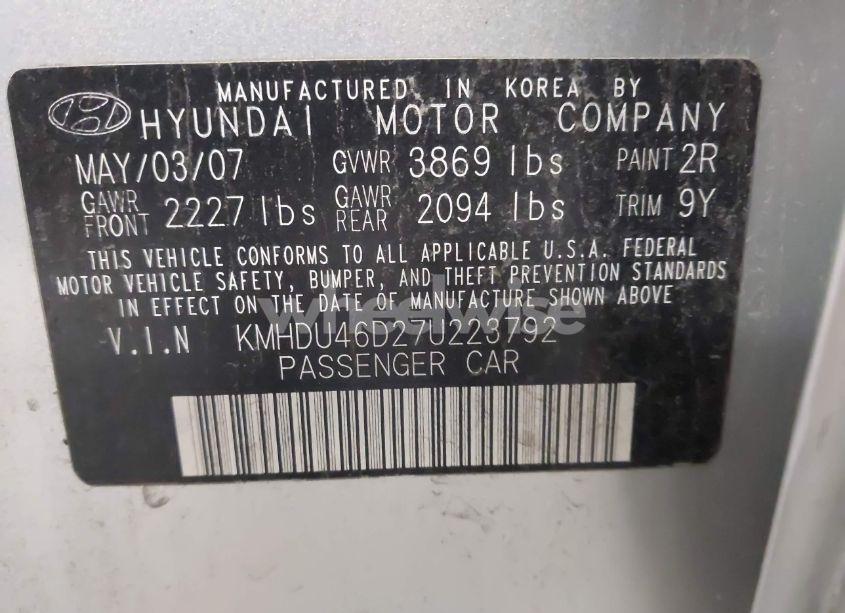 MANUFACTURED IN KOREA BY
HYUNDAI MOTOR COMPANY
MAY/03/07 GVWR 3869 lbs PAINT 2R
GAWR FRONT 2227 lbs GAWR REAR 2094 lbs TRIM 9Y
THIS VEHICLE CONFORMS TO ALL APPLICABLE U.S.A. FEDERAL
MOTOR VEHICLE SAFETY, BUMPER, AND THEFT PREVENTION STANDARDS
IN EFFECT ON THE DATE OF MANUFACTURE SHOWN ABOVE
wheelwise
V.I.N KMHDU46D27U223792
PASSENGER CAR